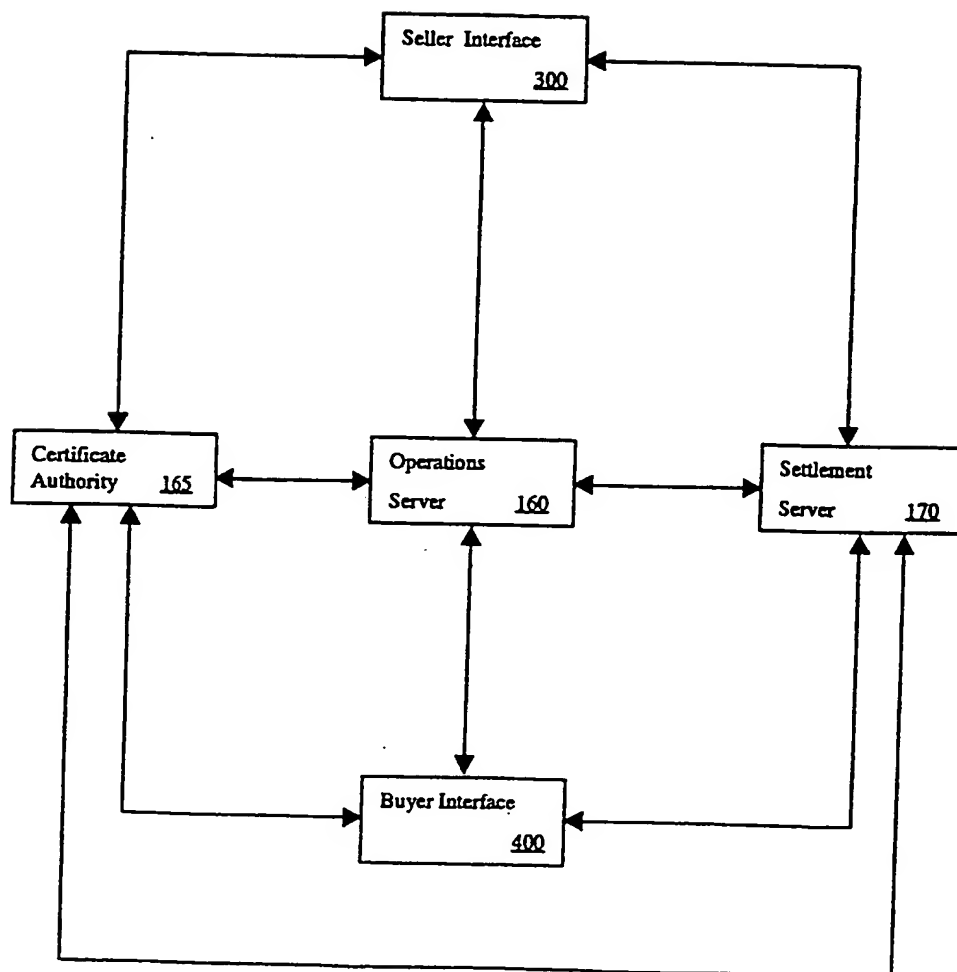 Seller Interface
300
Certificate
Authority 165
Operations
Server 160
Settlement
Server 170
Buyer Interface
400